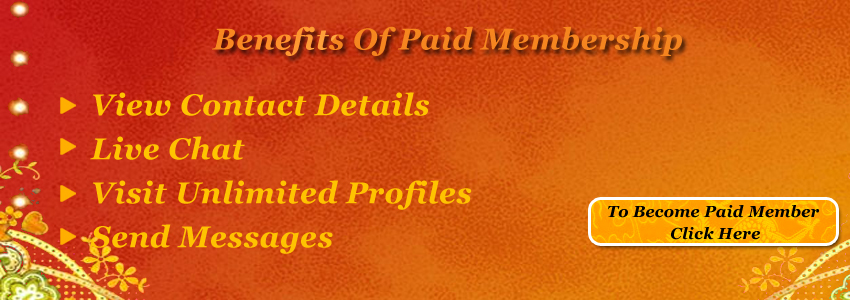 Benefits Of Paid Membership
View Contact Details
Live Chat
Visit Unlimited Profiles
Send Messages
To Become Paid Member
Click Here